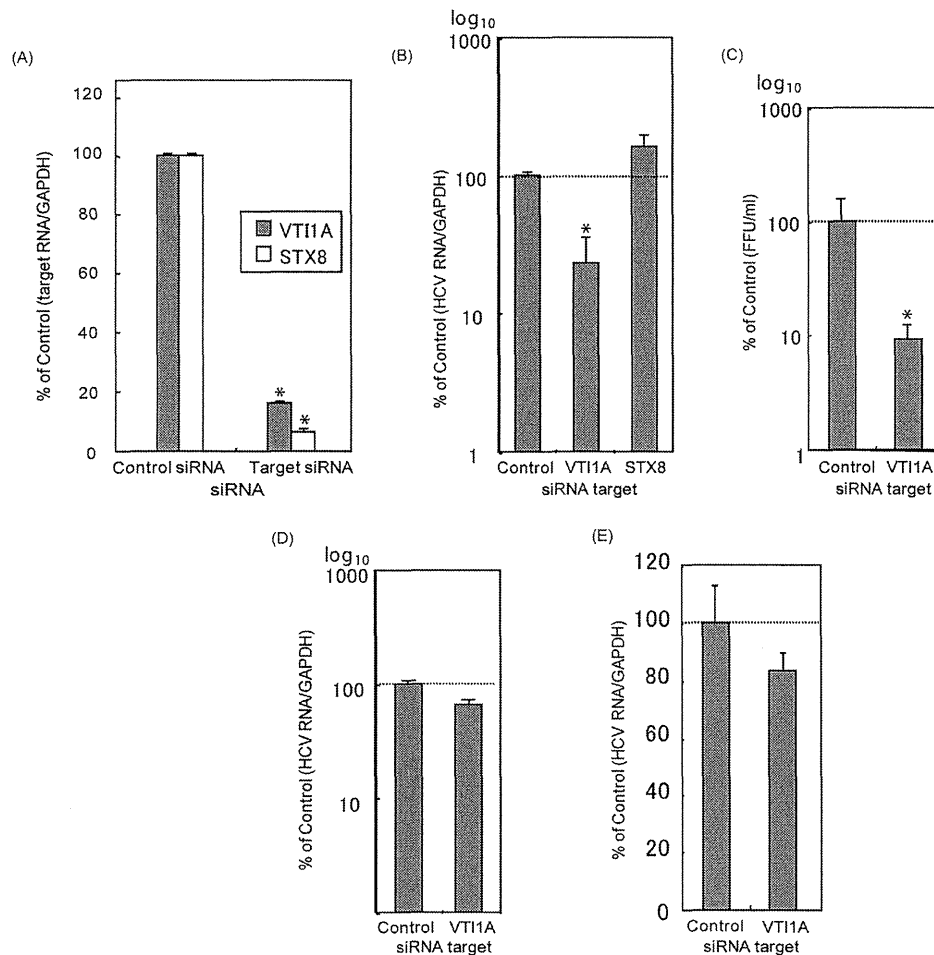 (A)
% of Control (target RNA/GAPDH)
120
100
80
60
40
20
0
VTI1A
STX8
*
*
Control siRNA Target siRNA
siRNA
(B)
log10
% of Control (HCV RNA/GAPDH)
1000
100
10
1
*
Control VTI1A STX8
siRNA target
(C)
log10
% of Control (FFU/ml)
1000
100
10
1
*
Control VTI1A
siRNA target
(D)
log10
% of Control (HCV RNA/GAPDH)
1000
100
10
Control VTI1A
siRNA target
(E)
% of Control (HCV RNA/GAPDH)
120
100
80
60
40
20
0
Control VTI1A
siRNA target